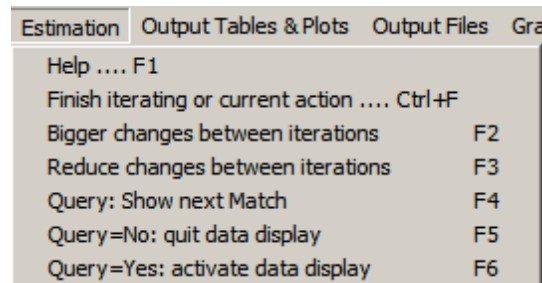 Estimation Output Tables & Plots Output Files Gra
Help .... F1
Finish iterating or current action .... Ctrl+F
Bigger changes between iterations F2
Reduce changes between iterations F3
Query: Show next Match F4
Query=No: quit data display F5
Query=Yes: activate data display F6